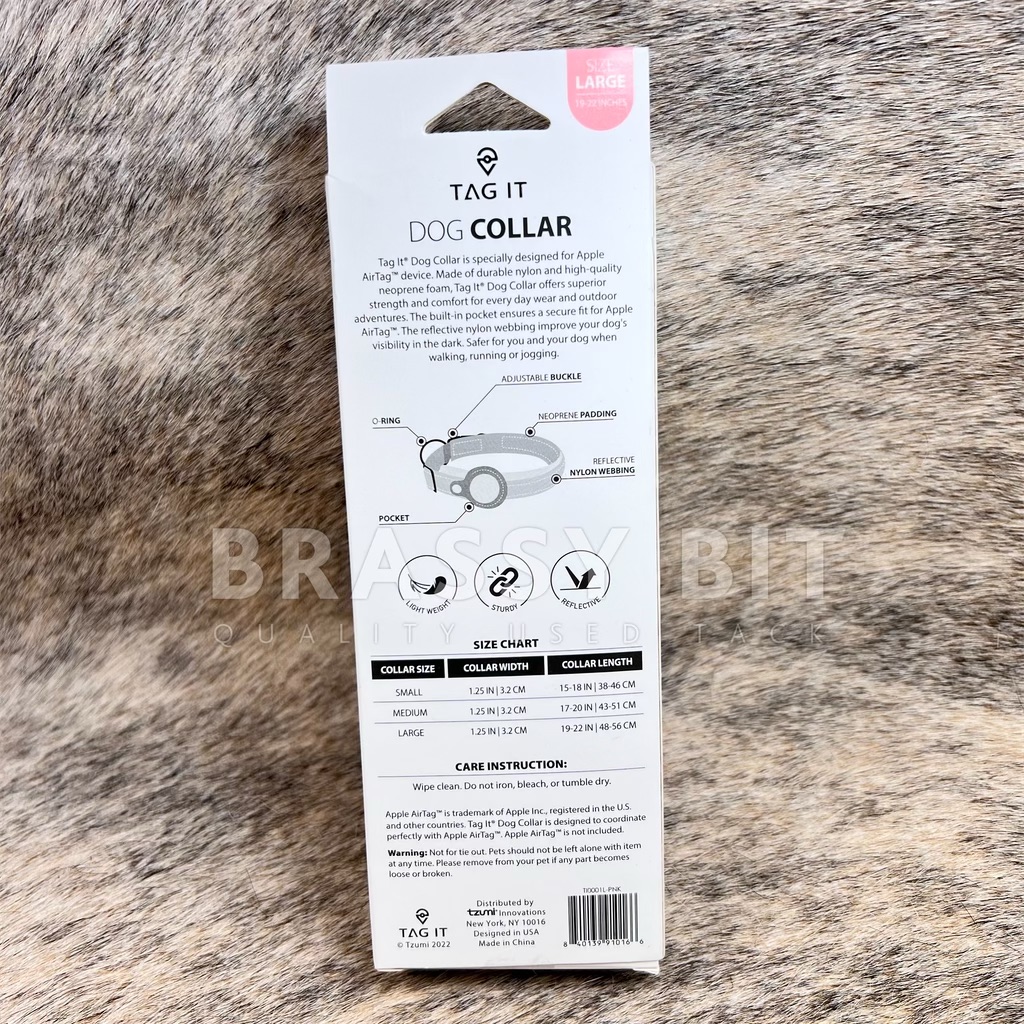 SIZE
LARGE
19-22 INCHES
TAG IT
DOG COLLAR
Tag It® Dog Collar is specially designed for Apple
AirTag™ device. Made of durable nylon and high-quality
neoprene foam, Tag It® Dog Collar offers superior
strength and comfort for every day wear and outdoor
adventures. The built-in pocket ensures a secure fit for Apple
AirTag™. The reflective nylon webbing improve your dog's
visibility in the dark. Safer for you and your dog when
walking, running or jogging.
ADJUSTABLE BUCKLE
O-RING
NEOPRENE PADDING
REFLECTIVE
NYLON WEBBING
POCKET
BRASSY BIT
QUALITY USED TACK
LIGHT WEIGHT
STURDY
REFLECTIVE
SIZE CHART
COLLAR SIZE COLLAR WIDTH COLLAR LENGTH
SMALL 1.25 IN | 3.2 CM 15-18 IN | 38-46 CM
MEDIUM 1.25 IN | 3.2 CM 17-20 IN | 43-51 CM
LARGE 1.25 IN | 3.2 CM 19-22 IN | 48-56 CM
CARE INSTRUCTION:
Wipe clean. Do not iron, bleach, or tumble dry.
Apple AirTag™ is trademark of Apple Inc., registered in the U.S.
and other countries. Tag It® Dog Collar is designed to coordinate
perfectly with Apple AirTag™. Apple AirTag™ is not included.
Warning: Not for tie out. Pets should not be left alone with item
at any time. Please remove from your pet if any part becomes
loose or broken.
TAG IT
© Tzumi 2022
Distributed by
tzumi® Innovations
New York, NY 10016
Designed in USA
Made in China
TI0001L-PNK
8 40139 91016 6